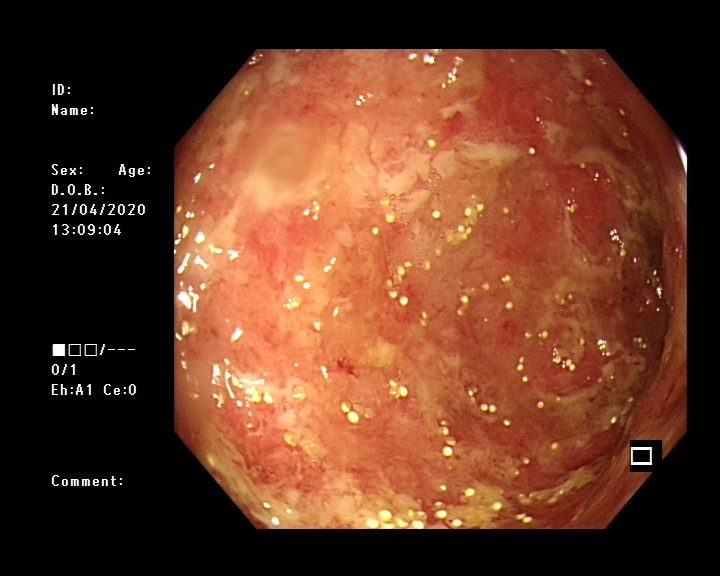 ID:
Name:
Sex: Age:
D.O.B.:
21/04/2020
13:09:04
■□□/---
0/1
Eh:A1 Ce:0
Comment: